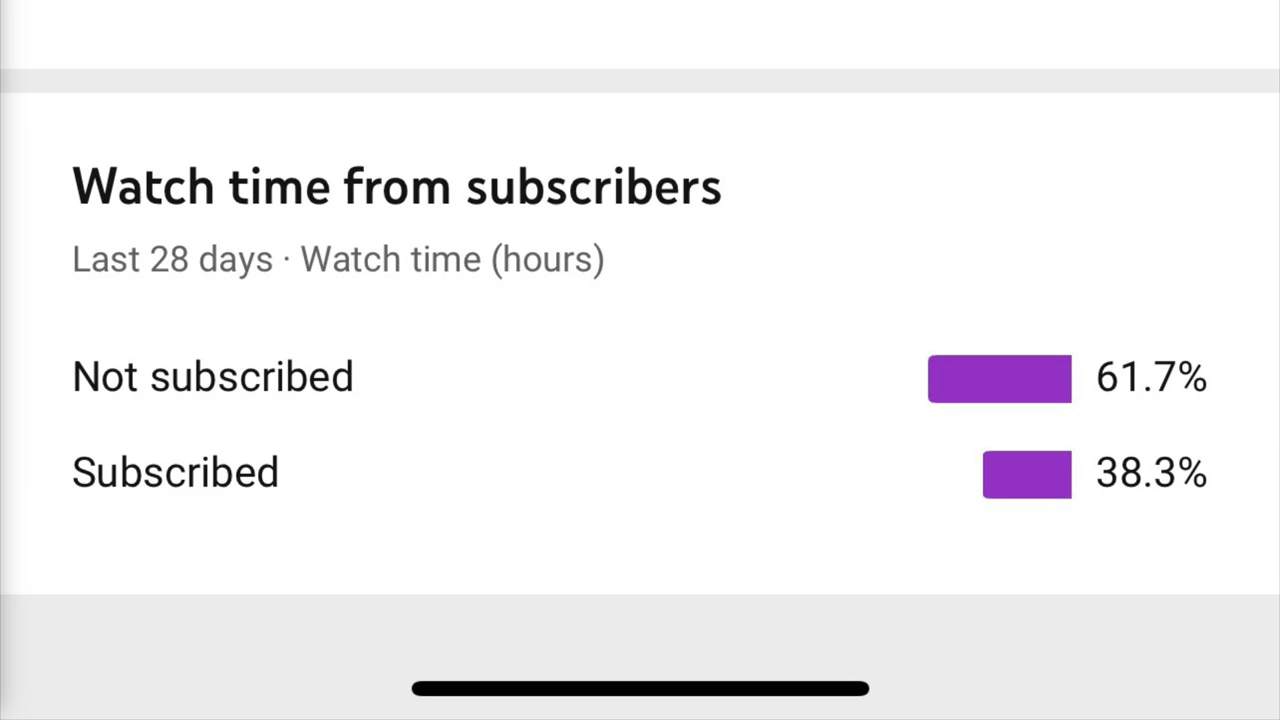 Watch time from subscribers
Last 28 days · Watch time (hours)
Not subscribed 61.7%
Subscribed 38.3%